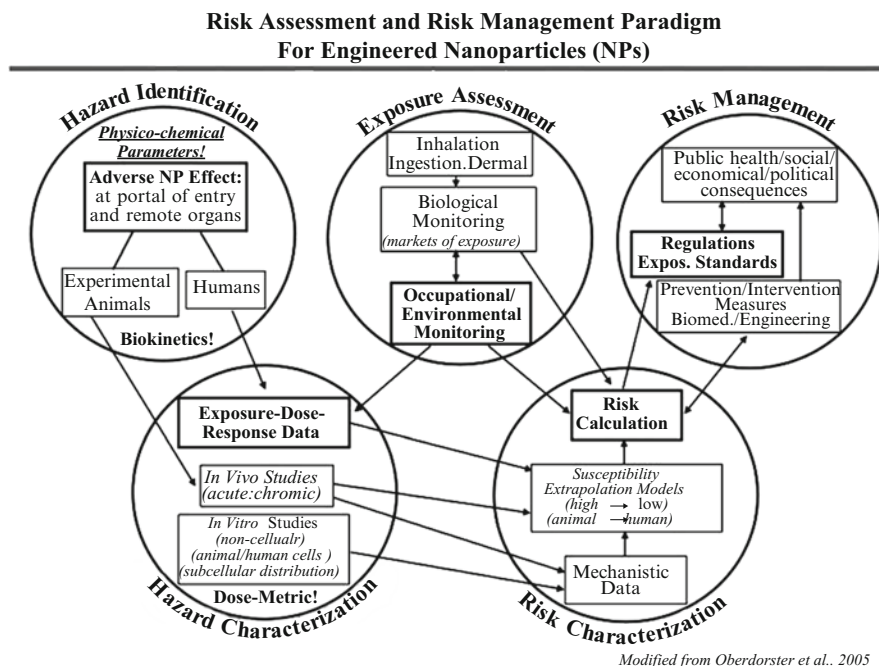 Risk Assessment and Risk Management Paradigm
For Engineered Nanoparticles (NPs)
Hazard Identification
Physico-chemical
Parameters!
Adverse NP Effect:
at portal of entry
and remote organs
Experimental
Animals
Humans
Biokinetics!
Exposure Assessment
Inhalation
Ingestion.Dermal
Biological
Monitoring
(markets of exposure)
Occupational/
Environmental
Monitoring
Risk Management
Public health/social/
economical/political
consequences
Regulations
Expos. Standards
Prevention/Intervention
Measures
Biomed./Engineering
Exposure-Dose-
Response Data
In Vivo Studies
(acute:chromic)
In Vitro Studies
(non-cellualr)
(animal/human cells )
(subcellular distribution)
Dose-Metric!
Hazard Characterization
Risk
Calculation
Susceptibility
Extrapolation Models
(high → low)
(animal → human)
Mechanistic
Data
Risk Characterization
Modified from Oberdorster et al.. 2005